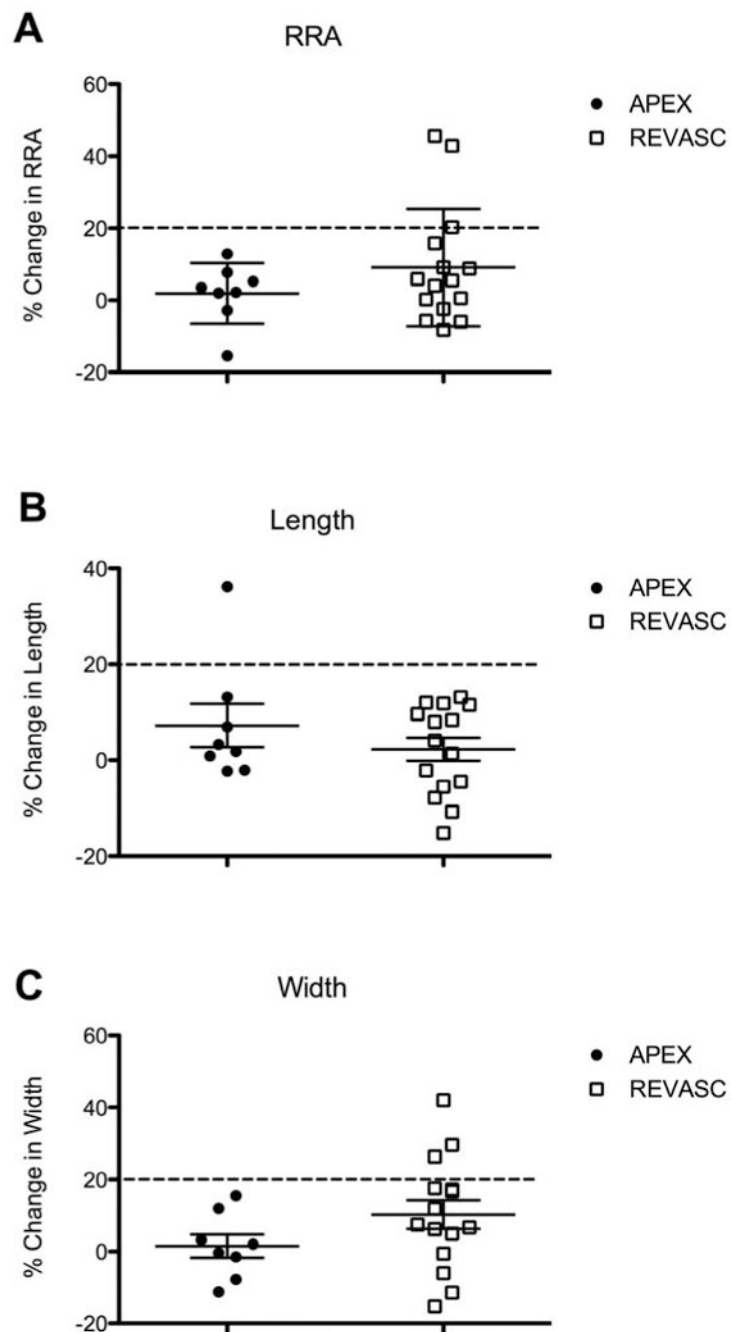 A
RRA
% Change in RRA
60
40
20
0
-20
APEX
REVASC
B
Length
% Change in Length
40
20
0
-20
APEX
REVASC
C
Width
% Change in Width
60
40
20
0
-20
APEX
REVASC